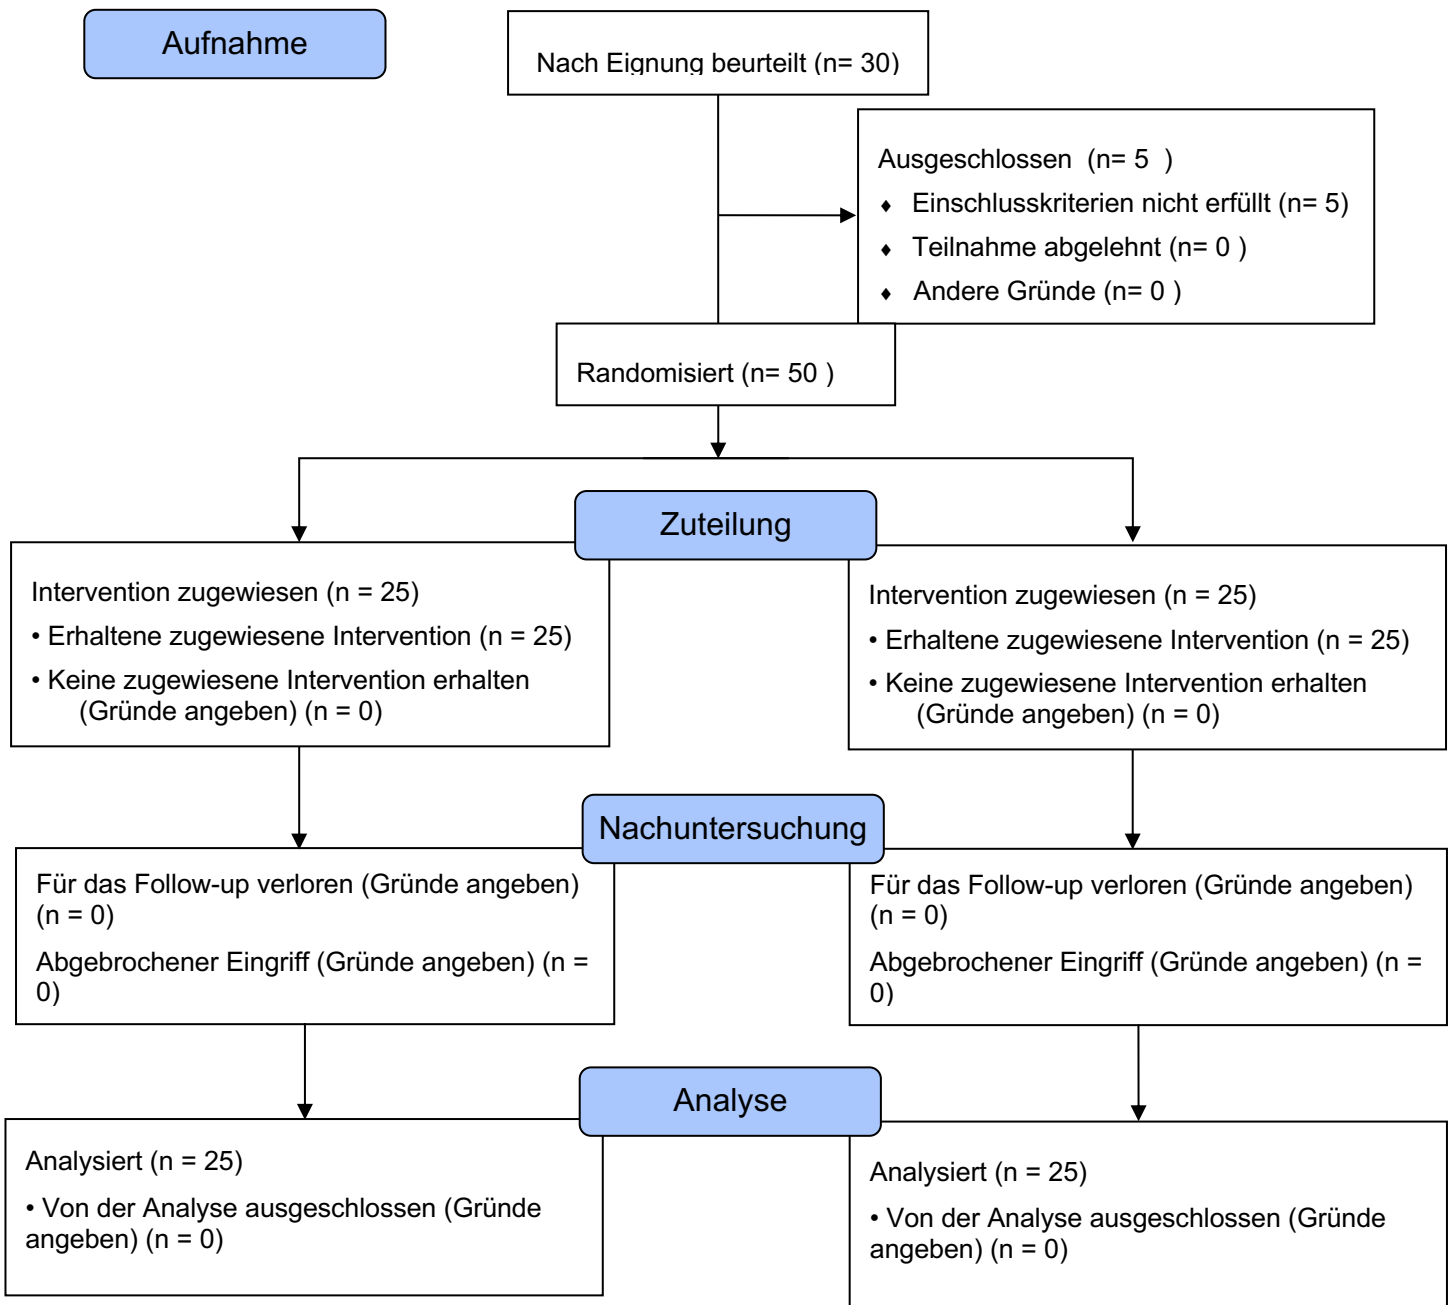 Aufnahme
Nach Eignung beurteilt (n= 30)
Ausgeschlossen (n= 5 )
♦ Einschlusskriterien nicht erfüllt (n= 5)
♦ Teilnahme abgelehnt (n= 0 )
♦ Andere Gründe (n= 0 )
Randomisiert (n= 50 )
Zuteilung
Intervention zugewiesen (n = 25)
• Erhaltene zugewiesene Intervention (n = 25)
• Keine zugewiesene Intervention erhalten
(Gründe angeben) (n = 0)
Intervention zugewiesen (n = 25)
• Erhaltene zugewiesene Intervention (n = 25)
• Keine zugewiesene Intervention erhalten
(Gründe angeben) (n = 0)
Nachuntersuchung
Für das Follow-up verloren (Gründe angeben)
(n = 0)
Abgebrochener Eingriff (Gründe angeben) (n =
0)
Für das Follow-up verloren (Gründe angeben)
(n = 0)
Abgebrochener Eingriff (Gründe angeben) (n =
0)
Analyse
Analysiert (n = 25)
• Von der Analyse ausgeschlossen (Gründe
angeben) (n = 0)
Analysiert (n = 25)
• Von der Analyse ausgeschlossen (Gründe
angeben) (n = 0)